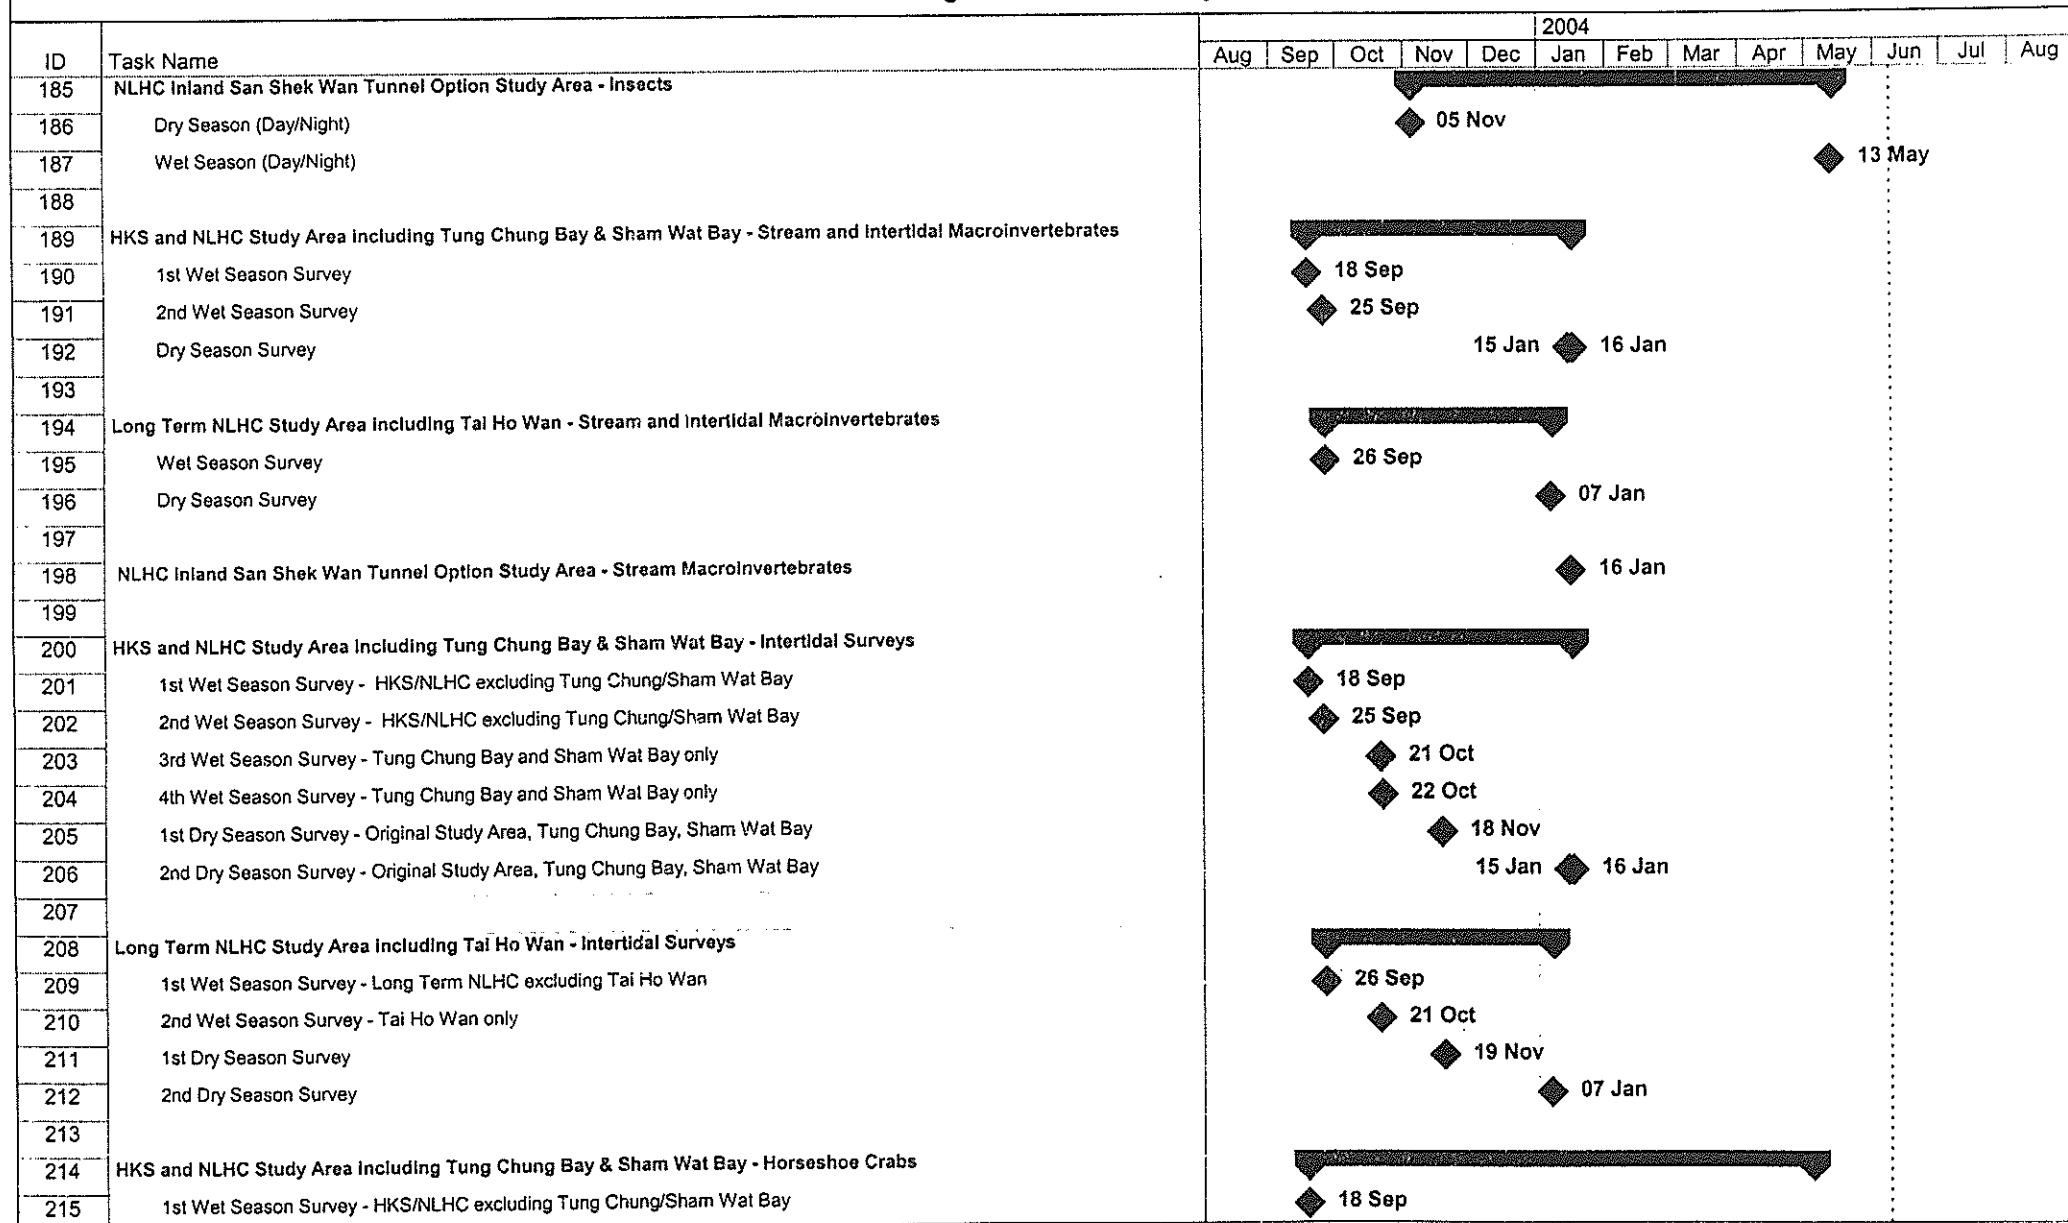 2004
ID Task Name Aug Sep Oct Nov Dec Jan Feb Mar Apr May Jun Jul Aug
185 NLHC Inland San Shek Wan Tunnel Option Study Area - Insects
186 Dry Season (Day/Night) 05 Nov
187 Wet Season (Day/Night) 13 May
188
189 HKS and NLHC Study Area including Tung Chung Bay & Sham Wat Bay - Stream and Intertidal Macroinvertebrates
190 1st Wet Season Survey 18 Sep
191 2nd Wet Season Survey 25 Sep
192 Dry Season Survey 15 Jan 16 Jan
193
194 Long Term NLHC Study Area including Tai Ho Wan - Stream and Intertidal Macroinvertebrates
195 Wet Season Survey 26 Sep
196 Dry Season Survey 07 Jan
197
198 NLHC Inland San Shek Wan Tunnel Option Study Area - Stream Macroinvertebrates 16 Jan
199
200 HKS and NLHC Study Area including Tung Chung Bay & Sham Wat Bay - Intertidal Surveys
201 1st Wet Season Survey - HKS/NLHC excluding Tung Chung/Sham Wat Bay 18 Sep
202 2nd Wet Season Survey - HKS/NLHC excluding Tung Chung/Sham Wat Bay 25 Sep
203 3rd Wet Season Survey - Tung Chung Bay and Sham Wat Bay only 21 Oct
204 4th Wet Season Survey - Tung Chung Bay and Sham Wat Bay only 22 Oct
205 1st Dry Season Survey - Original Study Area, Tung Chung Bay, Sham Wat Bay 18 Nov
206 2nd Dry Season Survey - Original Study Area, Tung Chung Bay, Sham Wat Bay 15 Jan 16 Jan
207
208 Long Term NLHC Study Area including Tai Ho Wan - Intertidal Surveys
209 1st Wet Season Survey - Long Term NLHC excluding Tai Ho Wan 26 Sep
210 2nd Wet Season Survey - Tai Ho Wan only 21 Oct
211 1st Dry Season Survey 19 Nov
212 2nd Dry Season Survey 07 Jan
213
214 HKS and NLHC Study Area including Tung Chung Bay & Sham Wat Bay - Horseshoe Crabs
215 1st Wet Season Survey - HKS/NLHC excluding Tung Chung/Sham Wat Bay 18 Sep